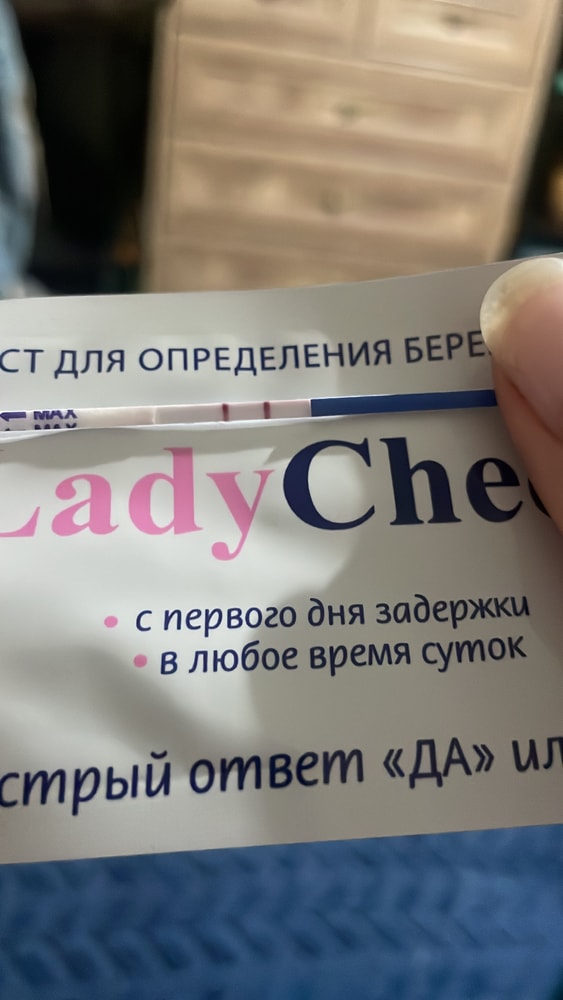 СТ ДЛЯ ОПРЕДЕЛЕНИЯ БЕРЕ
MAX
MAX
LadyChe
• с первого дня задержки
• в любое время суток
стрый ответ «ДА» ил